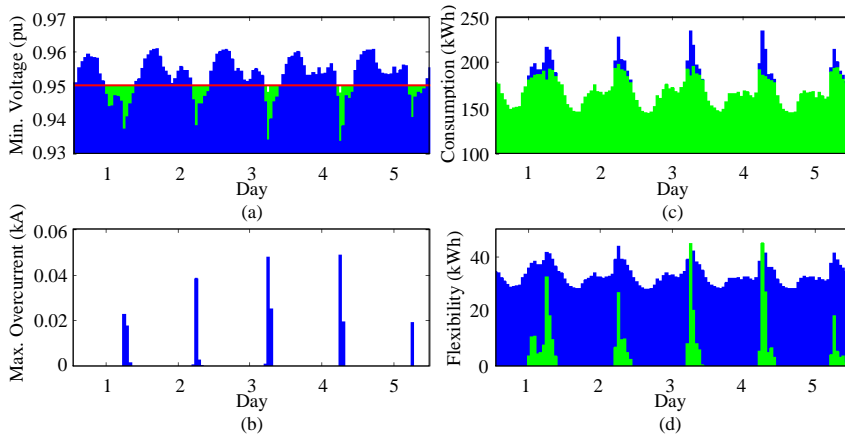 Min. Voltage (pu)
0.97
0.96
0.95
0.94
0.93
1 2 3 4 5
Day
(a)
Consumption (kWh)
250
200
150
100
1 2 3 4 5
Day
(c)
Max. Overcurrent (kA)
0.06
0.04
0.02
0
1 2 3 4 5
Day
(b)
Flexibility (kWh)
40
20
0
1 2 3 4 5
Day
(d)